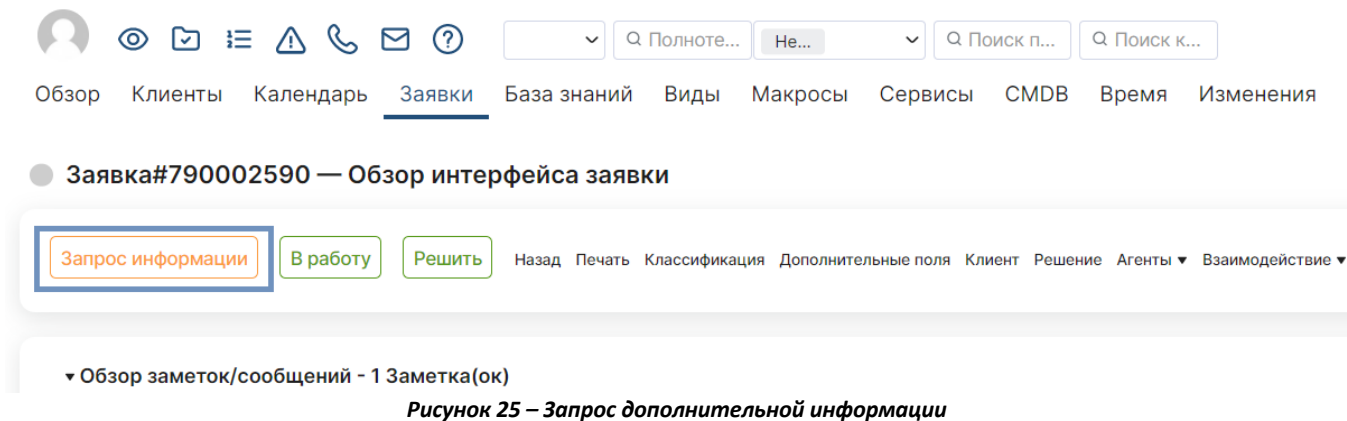 Полноте... Не... Поиск п... Поиск к...
Обзор Клиенты Календарь Заявки База знаний Виды Макросы Сервисы CMDB Время Изменения
Заявка#790002590 — Обзор интерфейса заявки
Запрос информации В работу Решить Назад Печать Классификация Дополнительные поля Клиент Решение Агенты ▾ Взаимодействие ▾
▾ Обзор заметок/сообщений - 1 Заметка(ок)
Рисунок 25 – Запрос дополнительной информации